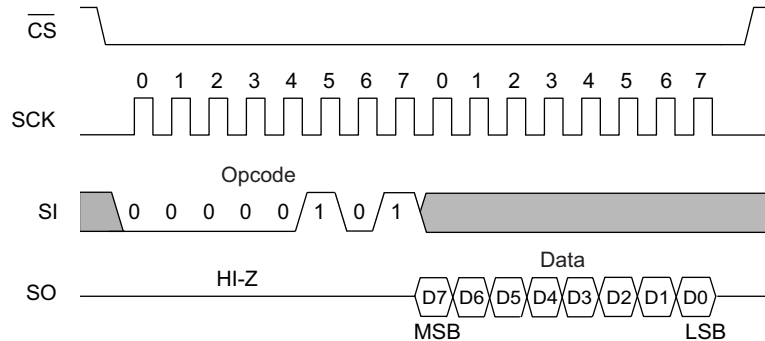 CS
0 1 2 3 4 5 6 7 0 1 2 3 4 5 6 7
SCK
Opcode
SI 0 0 0 0 0 1 0 1
HI-Z Data
SO D7 D6 D5 D4 D3 D2 D1 D0
MSB LSB